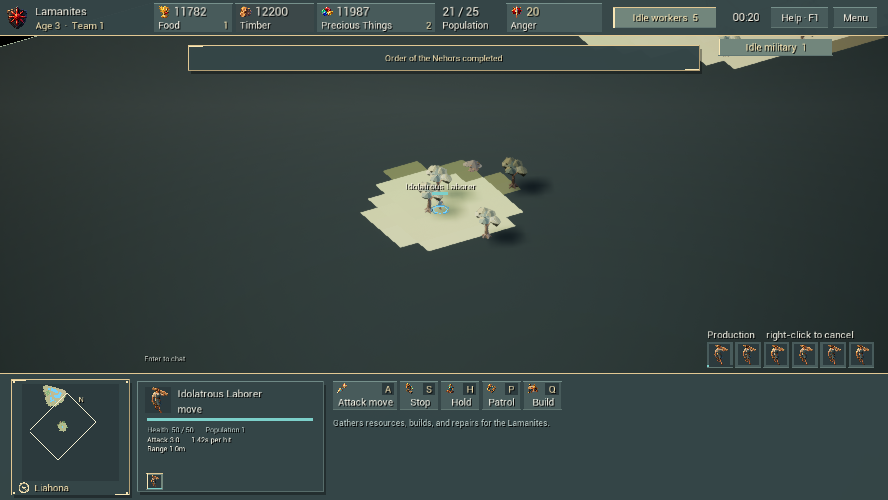 Lamanites
Age 3 · Team 1
11782
Food 1
12200
Timber
11987
Precious Things 2
21 / 25
Population
20
Anger
Idle workers 5
00:20
Help · F1
Menu
Idle military 1
Order of the Nehors completed
Idolatrous Laborer
Production right-click to cancel
Enter to chat
N
Liahona
Idolatrous Laborer
move
Health 50 / 50 Population 1
Attack 3.0 1.42s per hit
Range 1.0m
A
Attack move
S
Stop
H
Hold
P
Patrol
Q
Build
Gathers resources, builds, and repairs for the Lamanites.